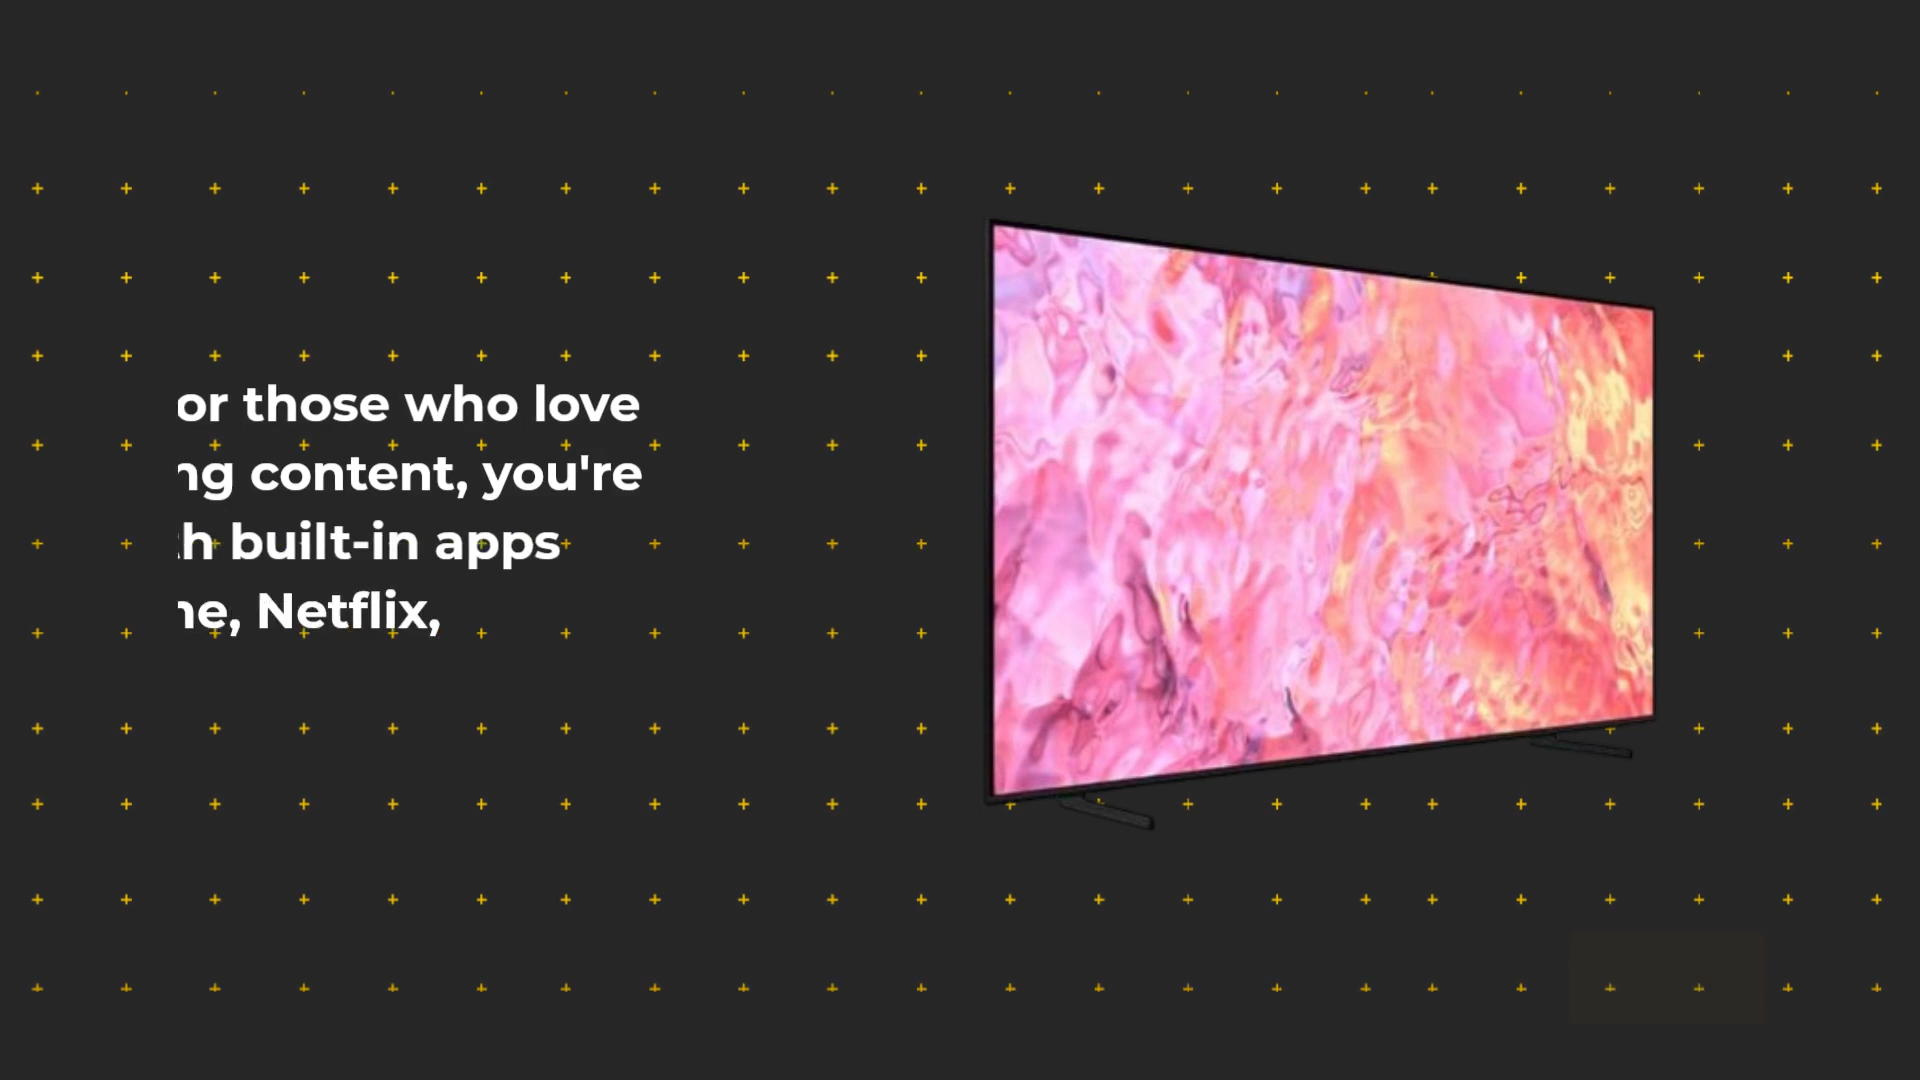 or those who love
ng content, you're
h built-in apps
ne, Netflix,